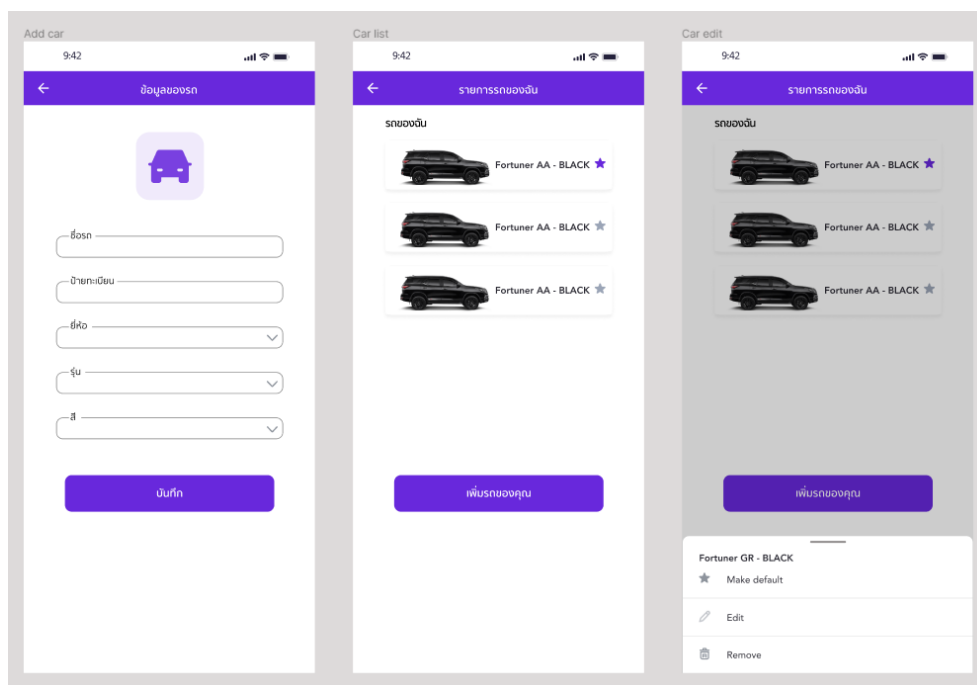 Add car
9:42
ข้อมูลของรถ
ชื่อรถ
ป้ายทะเบียน
ยี่ห้อ
รุ่น
สี
บันทึก
Car list
9:42
รายการรถของฉัน
รถของฉัน
Fortuner AA - BLACK
Fortuner AA - BLACK
Fortuner AA - BLACK
เพิ่มรถของคุณ
Car edit
9:42
รายการรถของฉัน
รถของฉัน
Fortuner AA - BLACK
Fortuner AA - BLACK
Fortuner AA - BLACK
เพิ่มรถของคุณ
Fortuner GR - BLACK
Make default
Edit
Remove